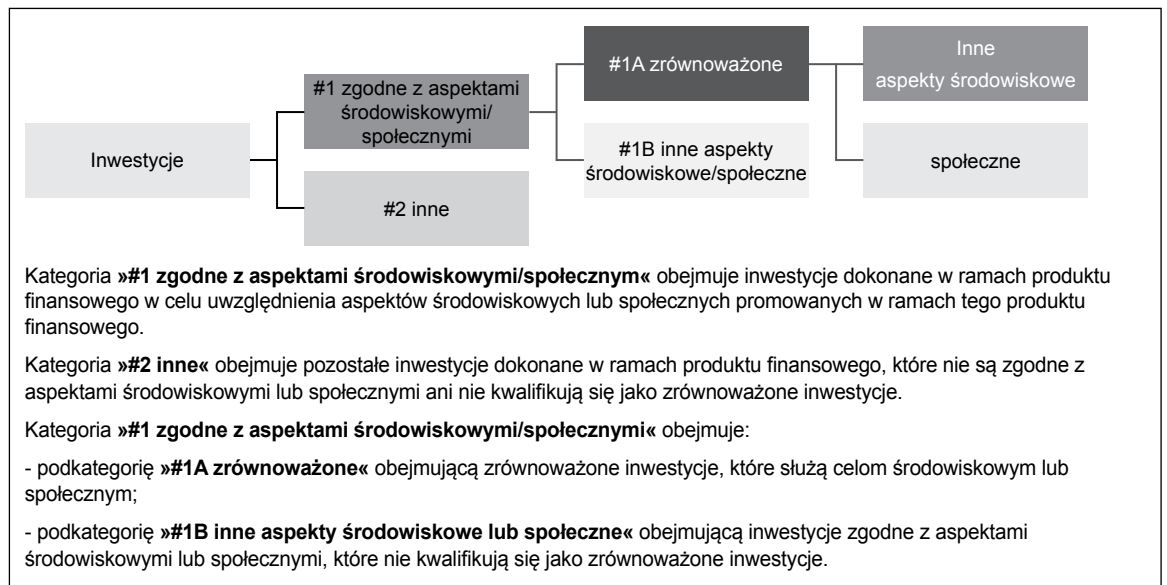 Inwestycje
#1 zgodne z aspektami
środowiskowymi/
społecznymi
#2 inne
#1A zrównoważone
#1B inne aspekty
środowiskowe/społeczne
Inne
aspekty środowiskowe
społeczne
Kategoria »#1 zgodne z aspektami środowiskowymi/społecznym« obejmuje inwestycje dokonane w ramach produktu
finansowego w celu uwzględnienia aspektów środowiskowych lub społecznych promowanych w ramach tego produktu
finansowego.
Kategoria »#2 inne« obejmuje pozostałe inwestycje dokonane w ramach produktu finansowego, które nie są zgodne z
aspektami środowiskowymi lub społecznymi ani nie kwalifikują się jako zrównoważone inwestycje.
Kategoria »#1 zgodne z aspektami środowiskowymi/społecznymi« obejmuje:
- podkategorię »#1A zrównoważone« obejmującą zrównoważone inwestycje, które służą celom środowiskowym lub
społecznym;
- podkategorię »#1B inne aspekty środowiskowe lub społeczne« obejmującą inwestycje zgodne z aspektami
środowiskowymi lub społecznymi, które nie kwalifikują się jako zrównoważone inwestycje.